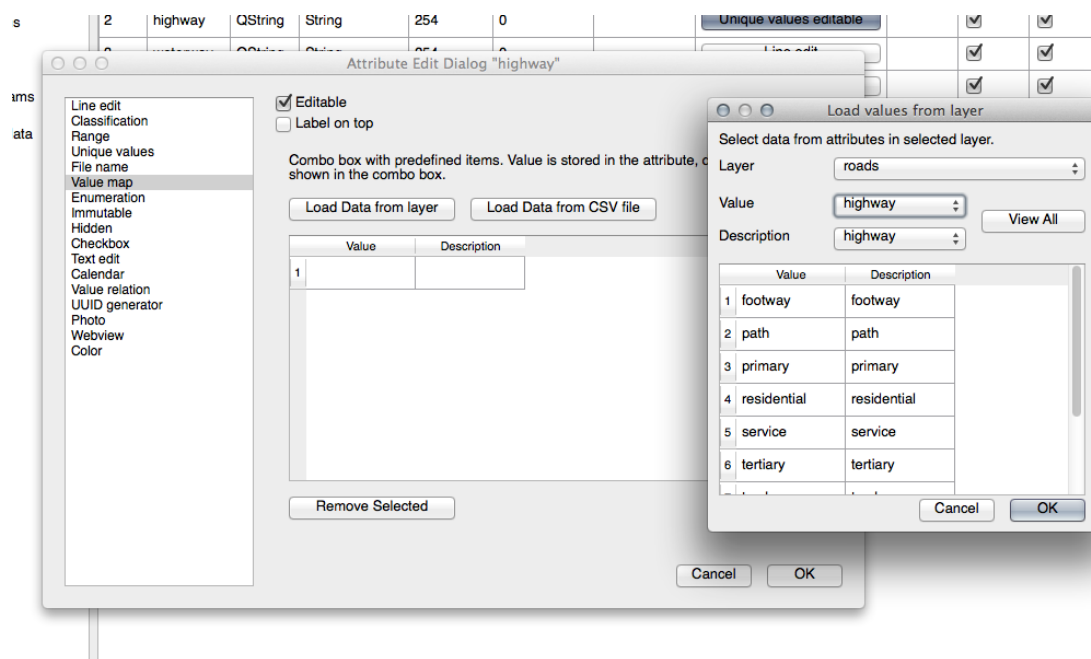 s
2 highway QString String 254 0 Unique values editable
Attribute Edit Dialog "highway"
ams
ata
Line edit
Classification
Range
Unique values
File name
Value map
Enumeration
Immutable
Hidden
Checkbox
Text edit
Calendar
Value relation
UUID generator
Photo
Webview
Color
Editable
Label on top
Combo box with predefined items. Value is stored in the attribute,
shown in the combo box.
Load Data from layer Load Data from CSV file
Value Description
1
Remove Selected
Cancel OK
Load values from layer
Select data from attributes in selected layer.
Layer roads
Value highway
View All
Description highway
Value Description
1 footway footway
2 path path
3 primary primary
4 residential residential
5 service service
6 tertiary tertiary
Cancel OK